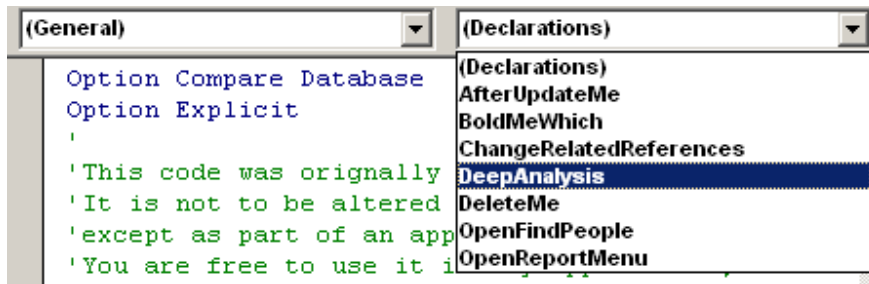 (General)
(Declarations)
Option Compare Database
Option Explicit
'
'This code was orignally
'It is not to be altered
'except as part of an app
'You are free to use it i
(Declarations)
AfterUpdateMe
BoldMeWhich
ChangeRelatedReferences
DeepAnalysis
DeleteMe
OpenFindPeople
OpenReportMenu